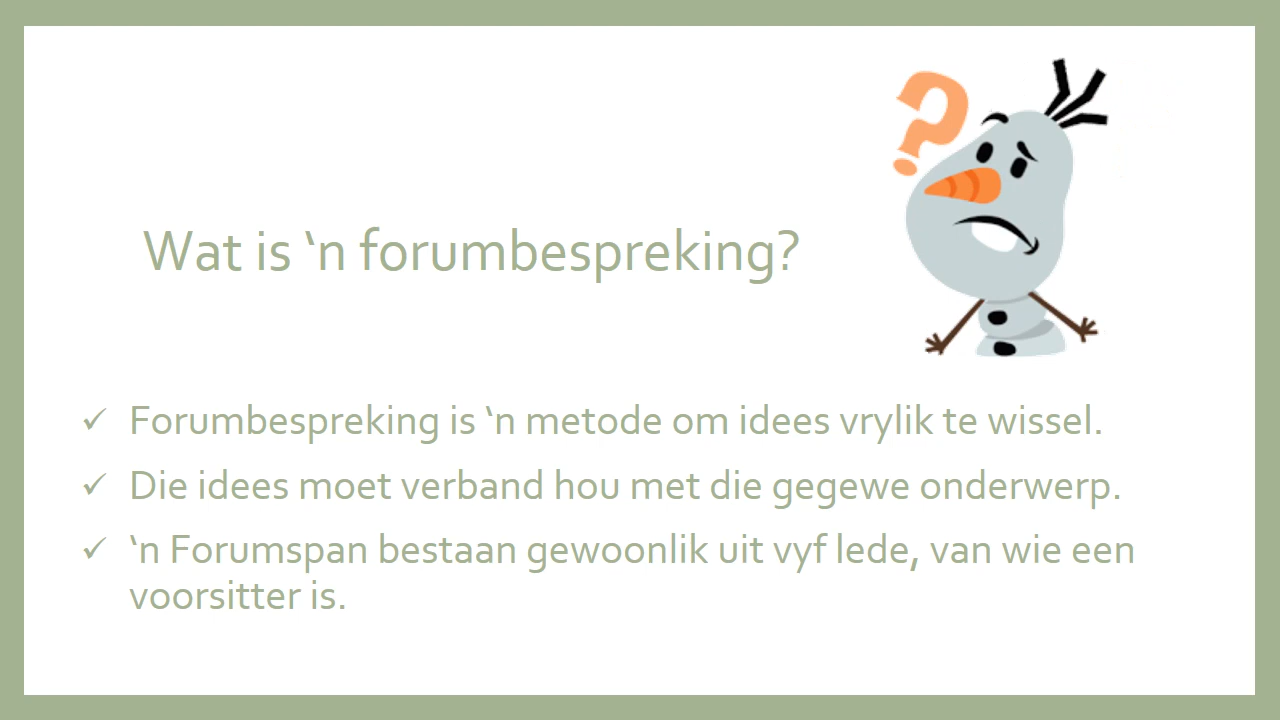 Wat is ‘n forumbespreking?
✓ Forumbespreking is ‘n metode om idees vrylik te wissel.
✓ Die idees moet verband hou met die gegewe onderwerp.
✓ ‘n Forumspan bestaan gewoonlik uit vyf lede, van wie een
voorsitter is.